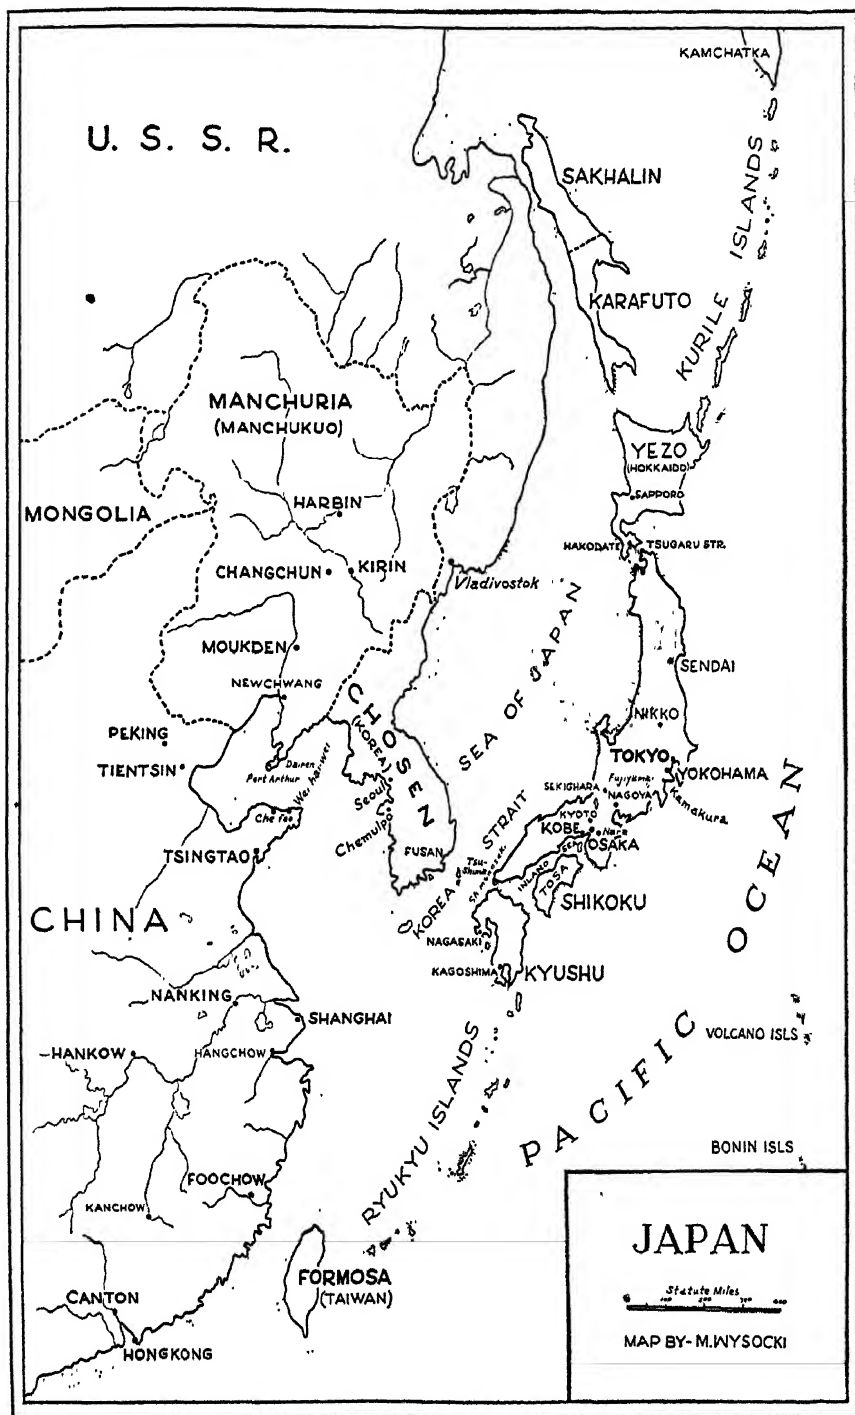 KAMCHATKA
U. S. S. R.
KURILE ISLANDS
SAKHALIN
KARAFUTO
MANCHURIA
(MANCHUKUO)
YEZO
(HOKKAIDO)
SAPPORO
MONGOLIA
HARBIN
HAKODATE
TSUGARU STR.
CHANGCHUN
KIRIN
Vladivostok
MOUKDEN
NEWCHWANG
SEA OF JAPAN
SENDAI
CHOSEN
(KOREA)
NIKKO
PEKING
TIENTSIN
Dairen
Port Arthur
Wei hai wei
Che Foo
Seoul
Chemulpo
TOKYO
YOKOHAMA
Fujiyama
SEKIGHARA
NAGOYA
Kamakura
KYOTO
KOBE
Nara
OSAKA
TSINGTAO
FUSAN
KOREA STRAIT
Tsu-
Shima
INLAND SEA
TOSA
SHIKOKU
CHINA
NAGASAKI
KAGOSHIMA
KYUSHU
PACIFIC OCEAN
NANKING
SHANGHAI
VOLCANO ISLS
HANKOW
HANGCHOW
RYUKYU ISLANDS
BONIN ISLS
FOOCHOW
KANCHOW
FORMOSA
(TAIWAN)
CANTON
HONGKONG
JAPAN
Statute Miles
0 100
MAP BY- M.WYSOCKI